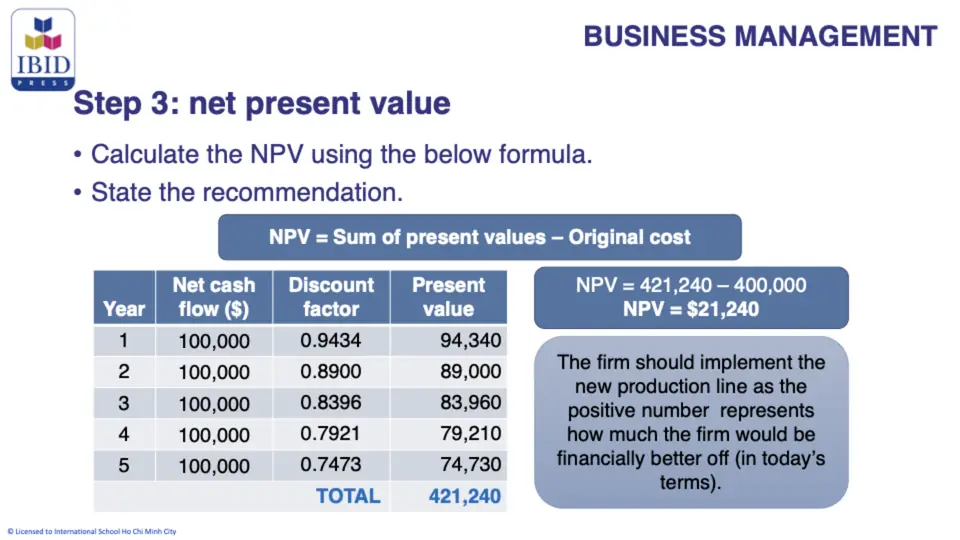 IBID
PRESS
BUSINESS MANAGEMENT
Step 3: net present value
• Calculate the NPV using the below formula.
• State the recommendation.
NPV = Sum of present values – Original cost
Year Net cash flow ($) Discount factor Present value
1 100,000 0.9434 94,340
2 100,000 0.8900 89,000
3 100,000 0.8396 83,960
4 100,000 0.7921 79,210
5 100,000 0.7473 74,730
TOTAL 421,240
NPV = 421,240 – 400,000
NPV = $21,240
The firm should implement the
new production line as the
positive number represents
how much the firm would be
financially better off (in today's
terms).
© Licensed to International School Ho Chi Minh City